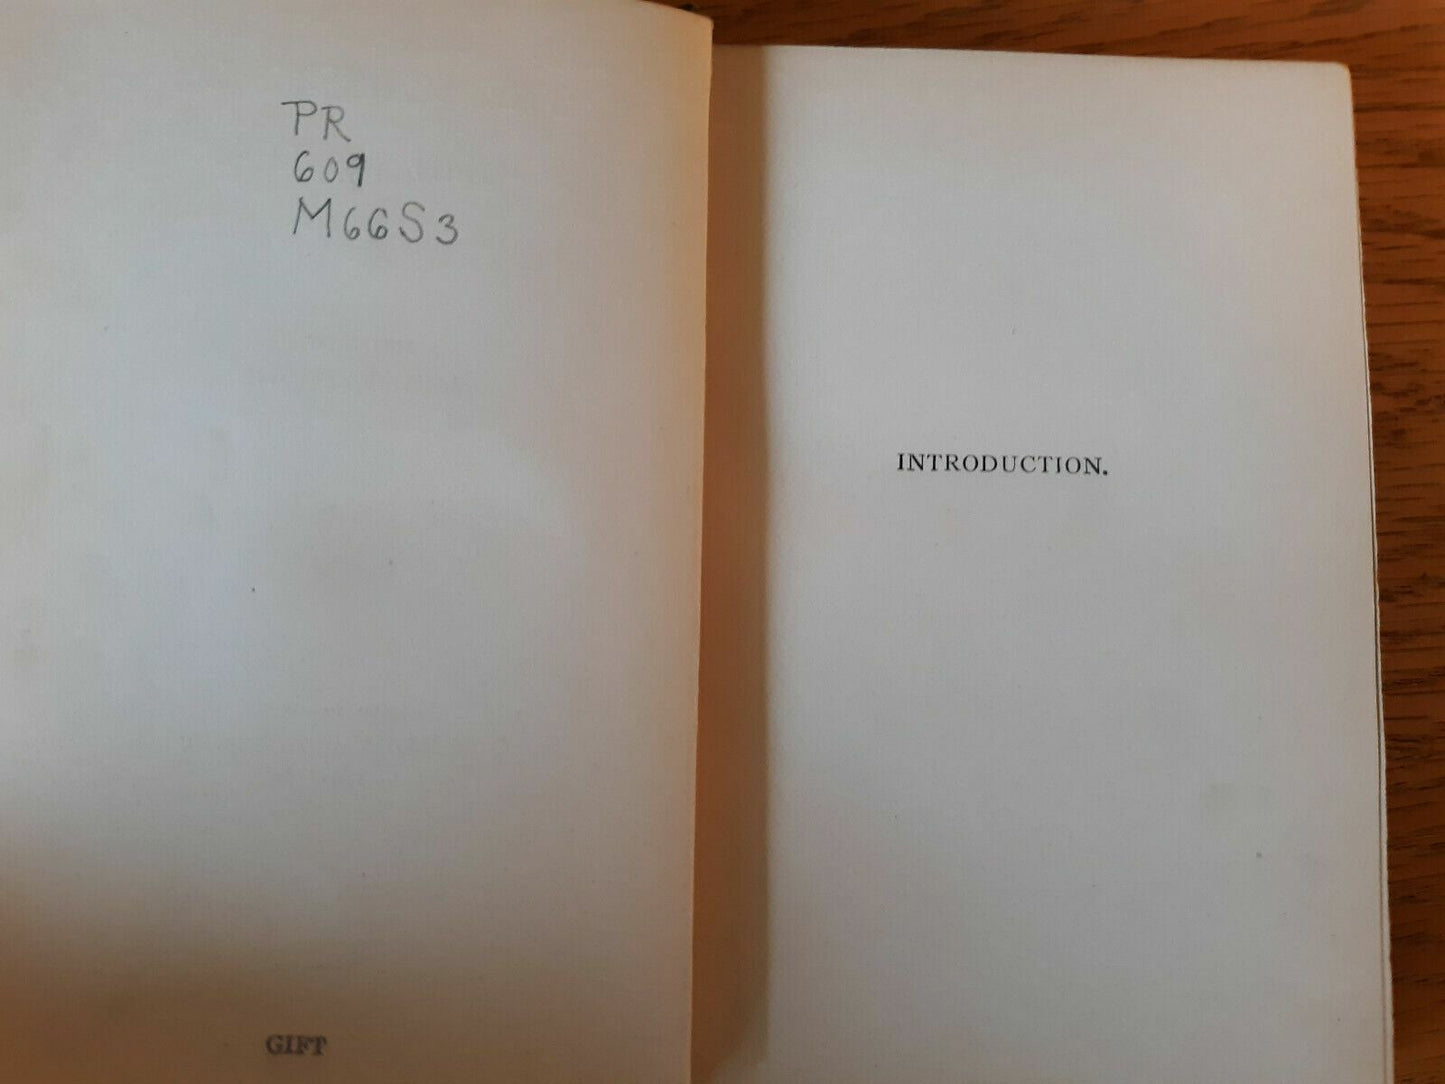 PR
609
M66S3
GIFT
INTRODUCTION.